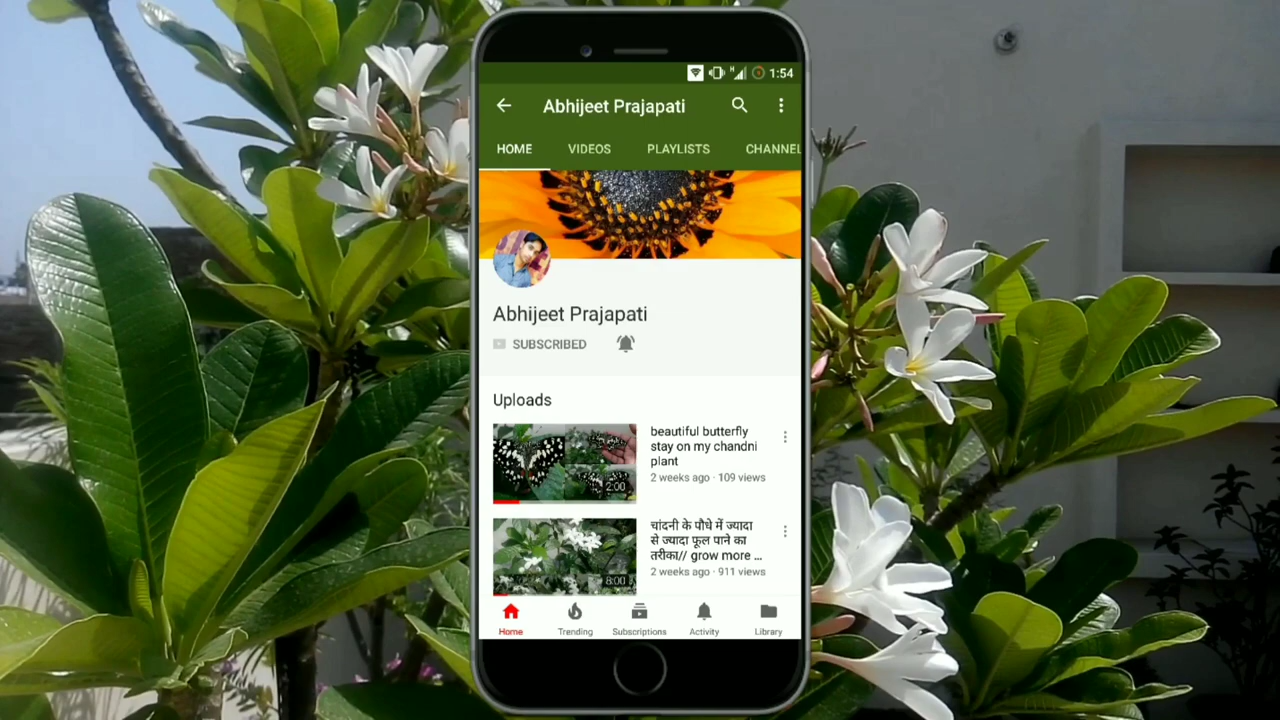 H 1:54
Abhijeet Prajapati
HOME VIDEOS PLAYLISTS CHANNEL
Abhijeet Prajapati
SUBSCRIBED
Uploads
beautiful butterfly
stay on my chandni
plant
2 weeks ago · 109 views
2:00
चांदनी के पौधे में ज्यादा
से ज्यादा फूल पाने का
तरीका// grow more ...
2 weeks ago · 911 views
8:00
Home Trending Subscriptions Activity Library